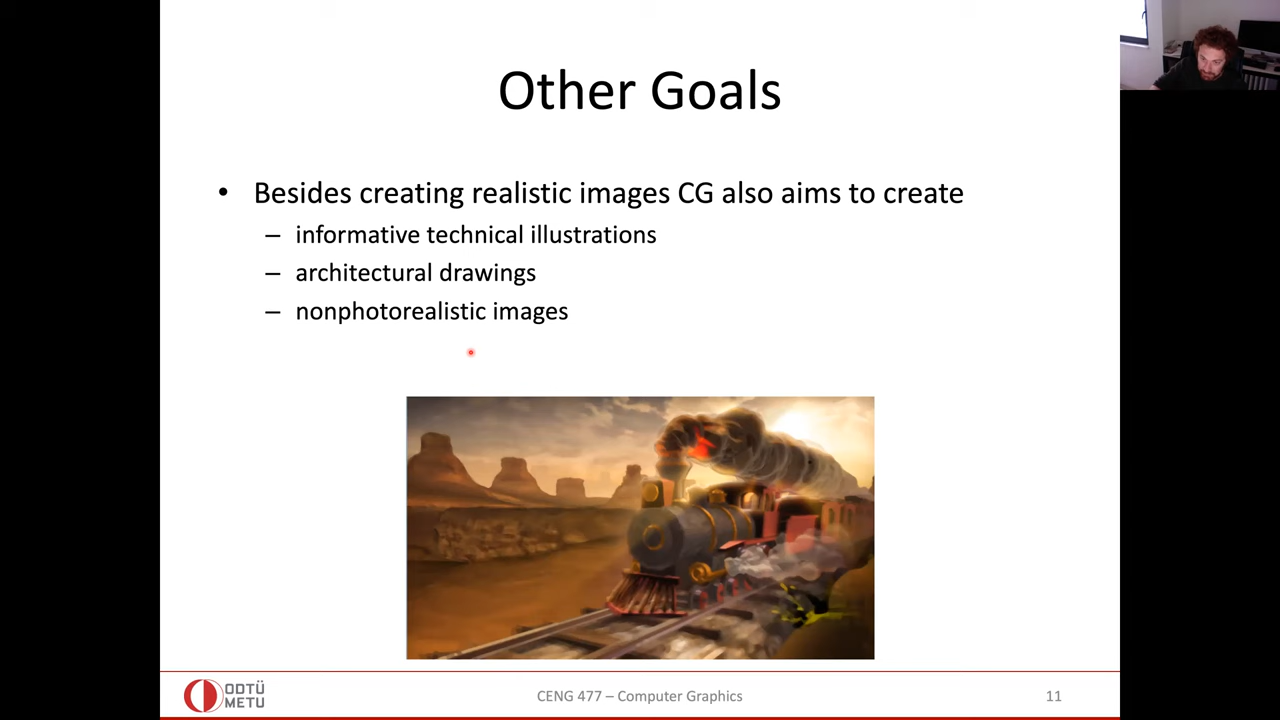 Other Goals
• Besides creating realistic images CG also aims to create
– informative technical illustrations
– architectural drawings
– nonphotorealistic images
ODTÜ
METU
CENG 477 – Computer Graphics
11